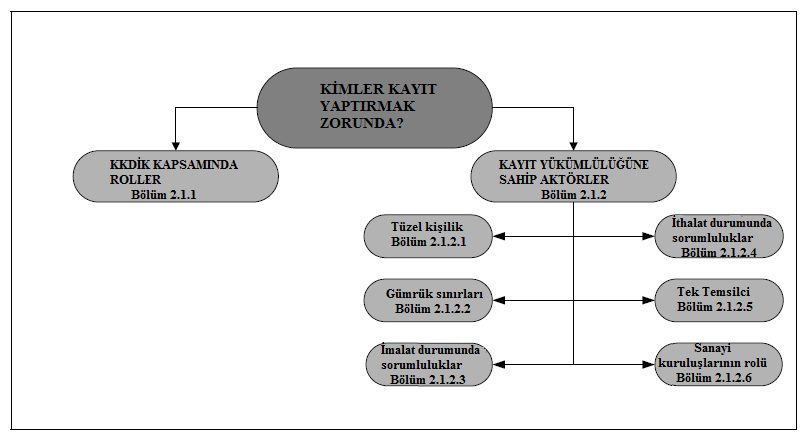 KİMLER KAYIT
YAPTIRMAK
ZORUNDA?
KKDİK KAPSAMINDA
ROLLER
Bölüm 2.1.1
KAYIT YÜKÜMLÜLÜĞÜNE
SAHİP AKTÖRLER
Bölüm 2.1.2
Tüzel kişilik
Bölüm 2.1.2.1
İthalat durumunda
sorumluluklar
Bölüm 2.1.2.4
Gümrük sınırları
Bölüm 2.1.2.2
Tek Temsilci
Bölüm 2.1.2.5
İmalat durumunda
sorumluluklar
Bölüm 2.1.2.3
Sanayi
kuruluşlarının rolü
Bölüm 2.1.2.6